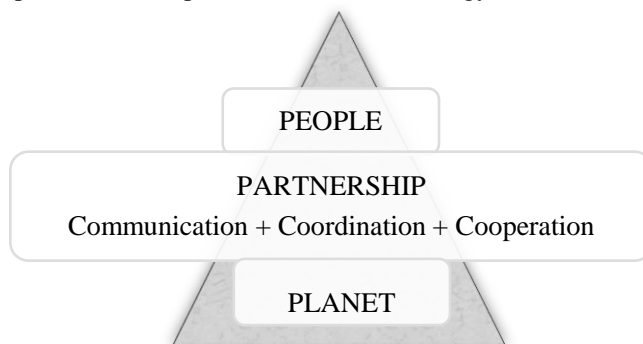 PEOPLE
PARTNERSHIP
Communication + Coordination + Cooperation
PLANET